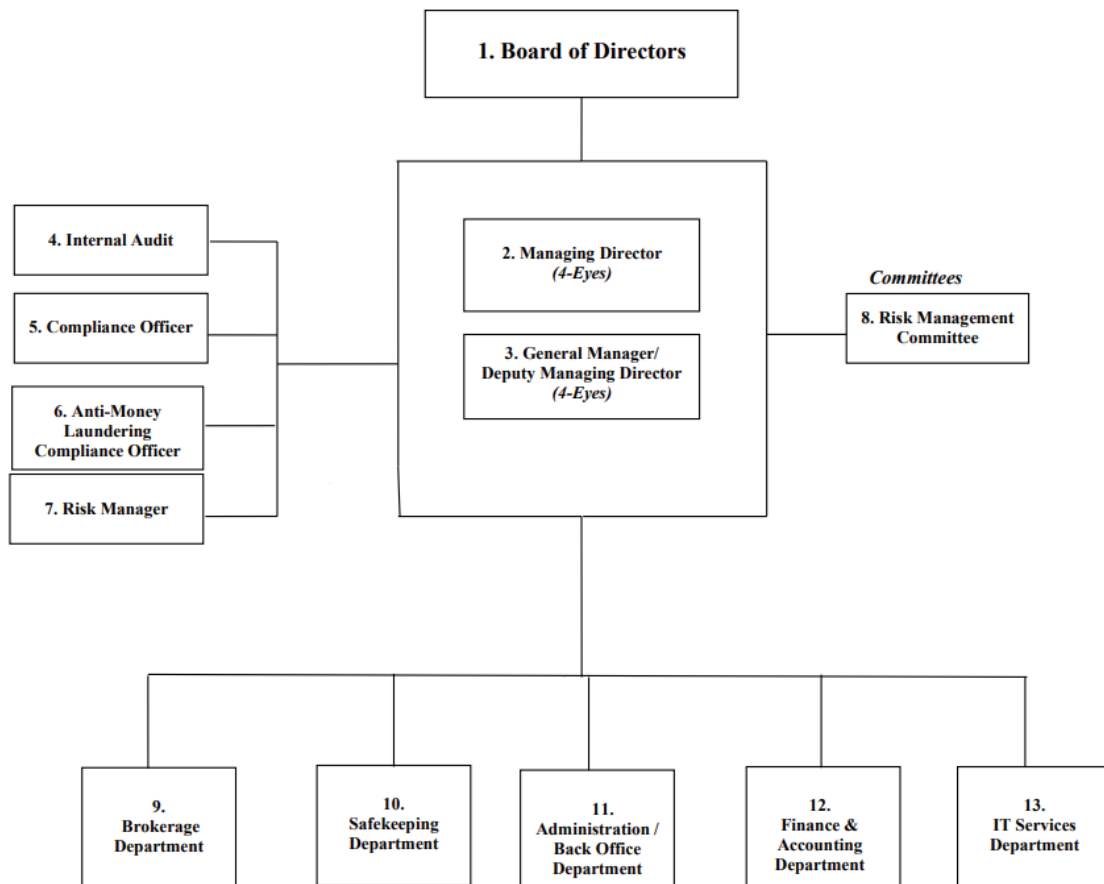 1. Board of Directors
4. Internal Audit
5. Compliance Officer
6. Anti-Money
Laundering
Compliance Officer
7. Risk Manager
2. Managing Director
(4-Eyes)
3. General Manager/
Deputy Managing Director
(4-Eyes)
Committees
8. Risk Management
Committee
9.
Brokerage
Department
10.
Safekeeping
Department
11.
Administration /
Back Office
Department
12.
Finance &
Accounting
Department
13.
IT Services
Department